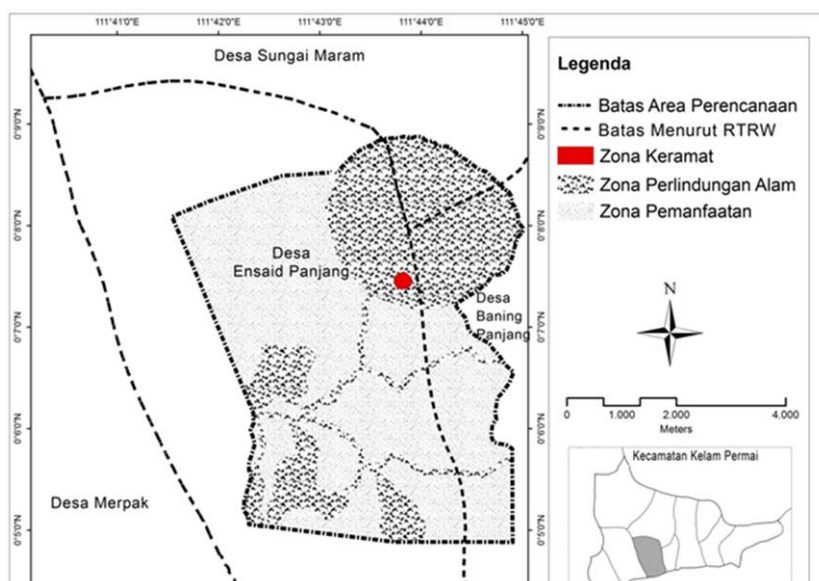 111°41'0"E 111°42'0"E 111°43'0"E 111°44'0"E 111°45'0"E
Desa Sungai Maram
0°9'0"N 0°9'0"N
0°8'0"N 0°8'0"N
Desa
Ensaid Panjang
Desa
Baning
Panjang
0°7'0"N 0°7'0"N
0°6'0"N 0°6'0"N
Desa Merpak
0°5'0"N 0°5'0"N
Legenda
Batas Area Perencanaan
Batas Menurut RTRW
Zona Keramat
Zona Perlindungan Alam
Zona Pemanfaatan
N
0 1.000 2.000 4.000
Meters
Kecamatan Kelam Permai